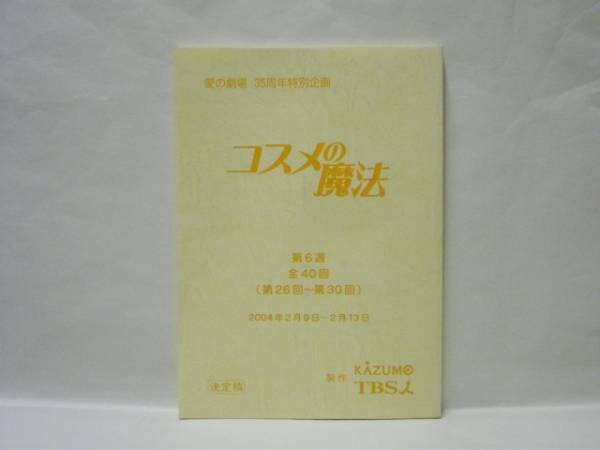 愛の劇場 35周年特別企画
コスメの魔法
第6週
全40回
(第26回~第30回)
2004年2月9日-2月13日
製作 KAZUMO
TBS
決定稿